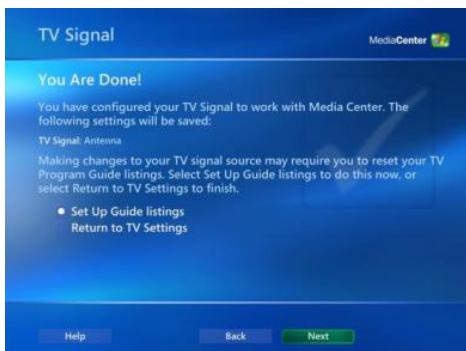 TV Signal
MediaCenter
You Are Done!
You have configured your TV Signal to work with Media Center. The
following settings will be saved:
TV Signal: Antenna
Making changes to your TV signal source may require you to reset your TV
Program Guide listings. Select Set Up Guide listings to do this now, or
select Return to TV Settings to finish.
Set Up Guide listings
Return to TV Settings
Help Back Next